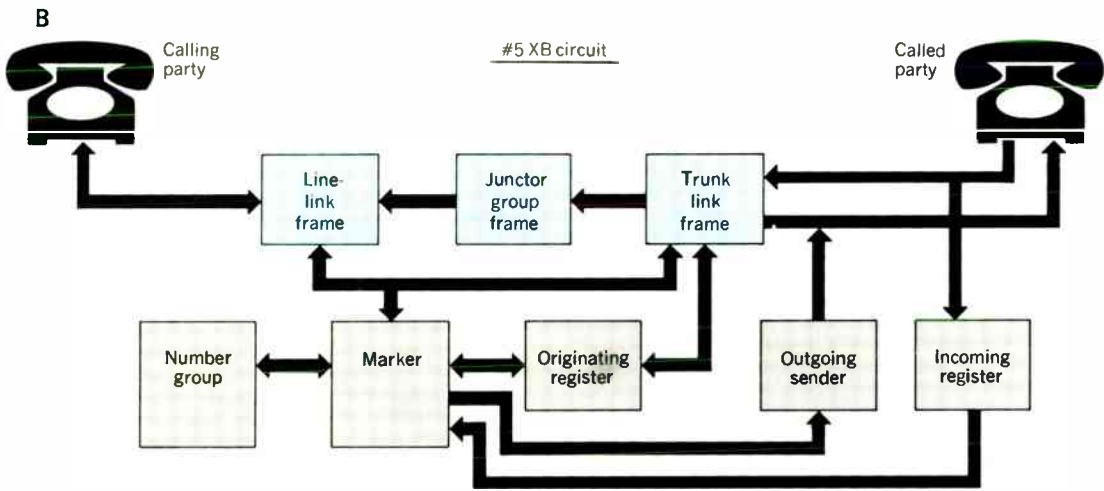 B
Calling
party
#5 XB circuit
Called
party
Line-
link
frame
Junctor
group
frame
Trunk
link
frame
Number
group
Marker
Originating
register
Outgoing
sender
Incoming
register